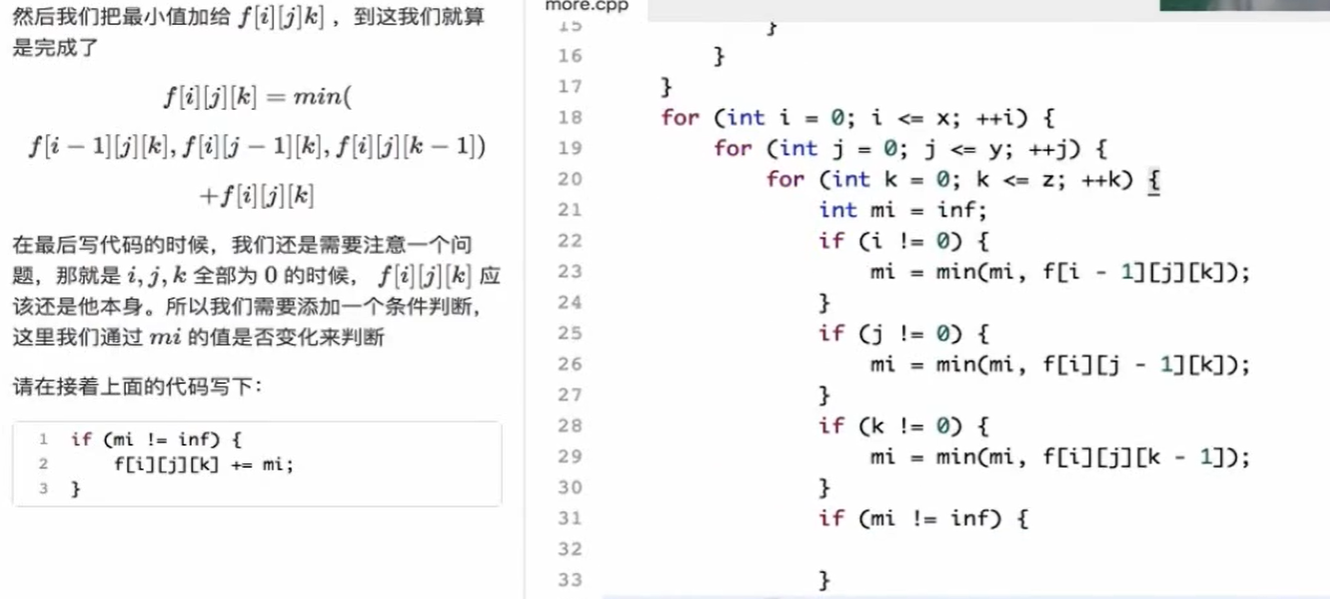 然后我们把最小值加给 f[i][j]k] ，到这我们就算
是完成了
f[i][j][k] = min(
f[i − 1][j][k], f[i][j − 1][k], f[i][j][k − 1])
+f[i][j][k]
在最后写代码的时候，我们还是需要注意一个问
题，那就是 i, j, k 全部为 0 的时候， f[i][j][k] 应
该还是他本身。所以我们需要添加一个条件判断，
这里我们通过 mi 的值是否变化来判断
请在接着上面的代码写下：
1 if (mi != inf) {
2 f[i][j][k] += mi;
3 }
more.cpp
15 }
16 }
17 }
18 for (int i = 0; i <= x; ++i) {
19 for (int j = 0; j <= y; ++j) {
20 for (int k = 0; k <= z; ++k) {
21 int mi = inf;
22 if (i != 0) {
23 mi = min(mi, f[i - 1][j][k]);
24 }
25 if (j != 0) {
26 mi = min(mi, f[i][j - 1][k]);
27 }
28 if (k != 0) {
29 mi = min(mi, f[i][j][k - 1]);
30 }
31 if (mi != inf) {
32
33 }